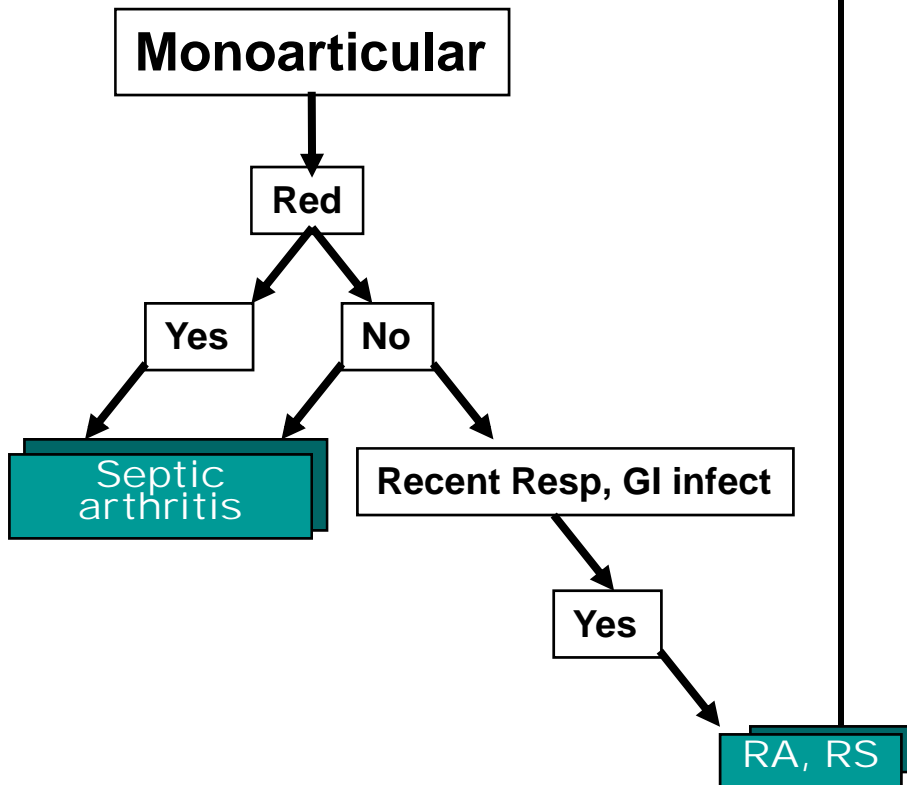 Monoarticular
Red
Yes
No
Septic
arthritis
Recent Resp, GI infect
Yes
RA, RS